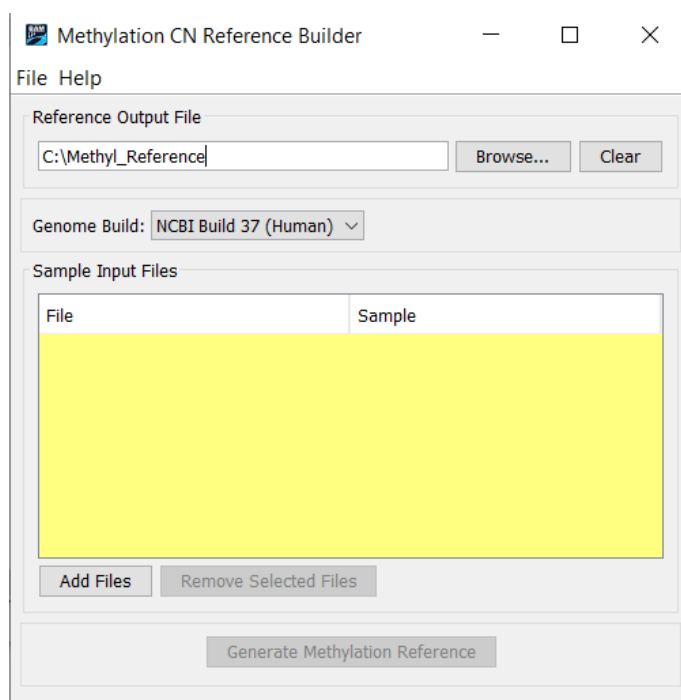 Methylation CN Reference Builder
File Help
Reference Output File
C:\Methyl_Reference
Browse...
Clear
Genome Build: NCBI Build 37 (Human)
Sample Input Files
File Sample
Add Files Remove Selected Files
Generate Methylation Reference